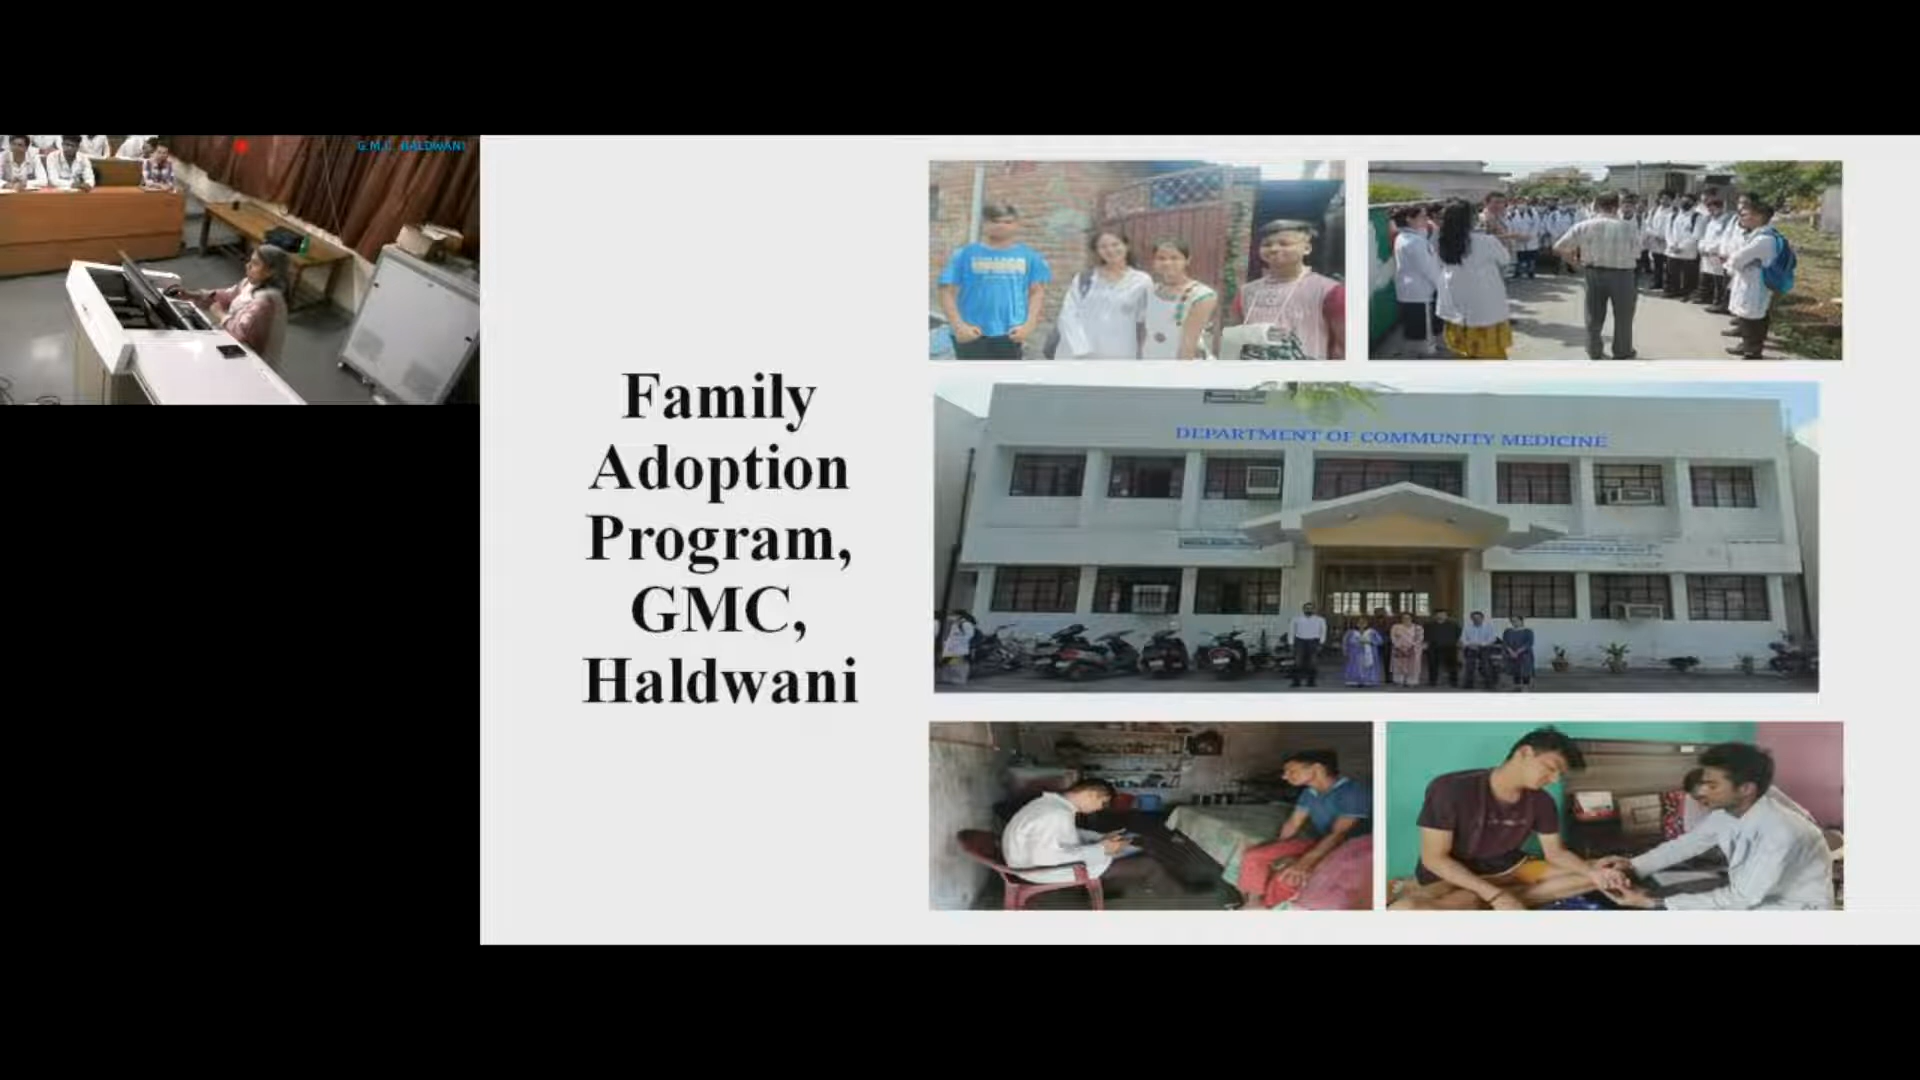 G.M.C. HALDWANI
Family
Adoption
Program,
GMC,
Haldwani
DEPARTMENT OF COMMUNITY MEDICINE